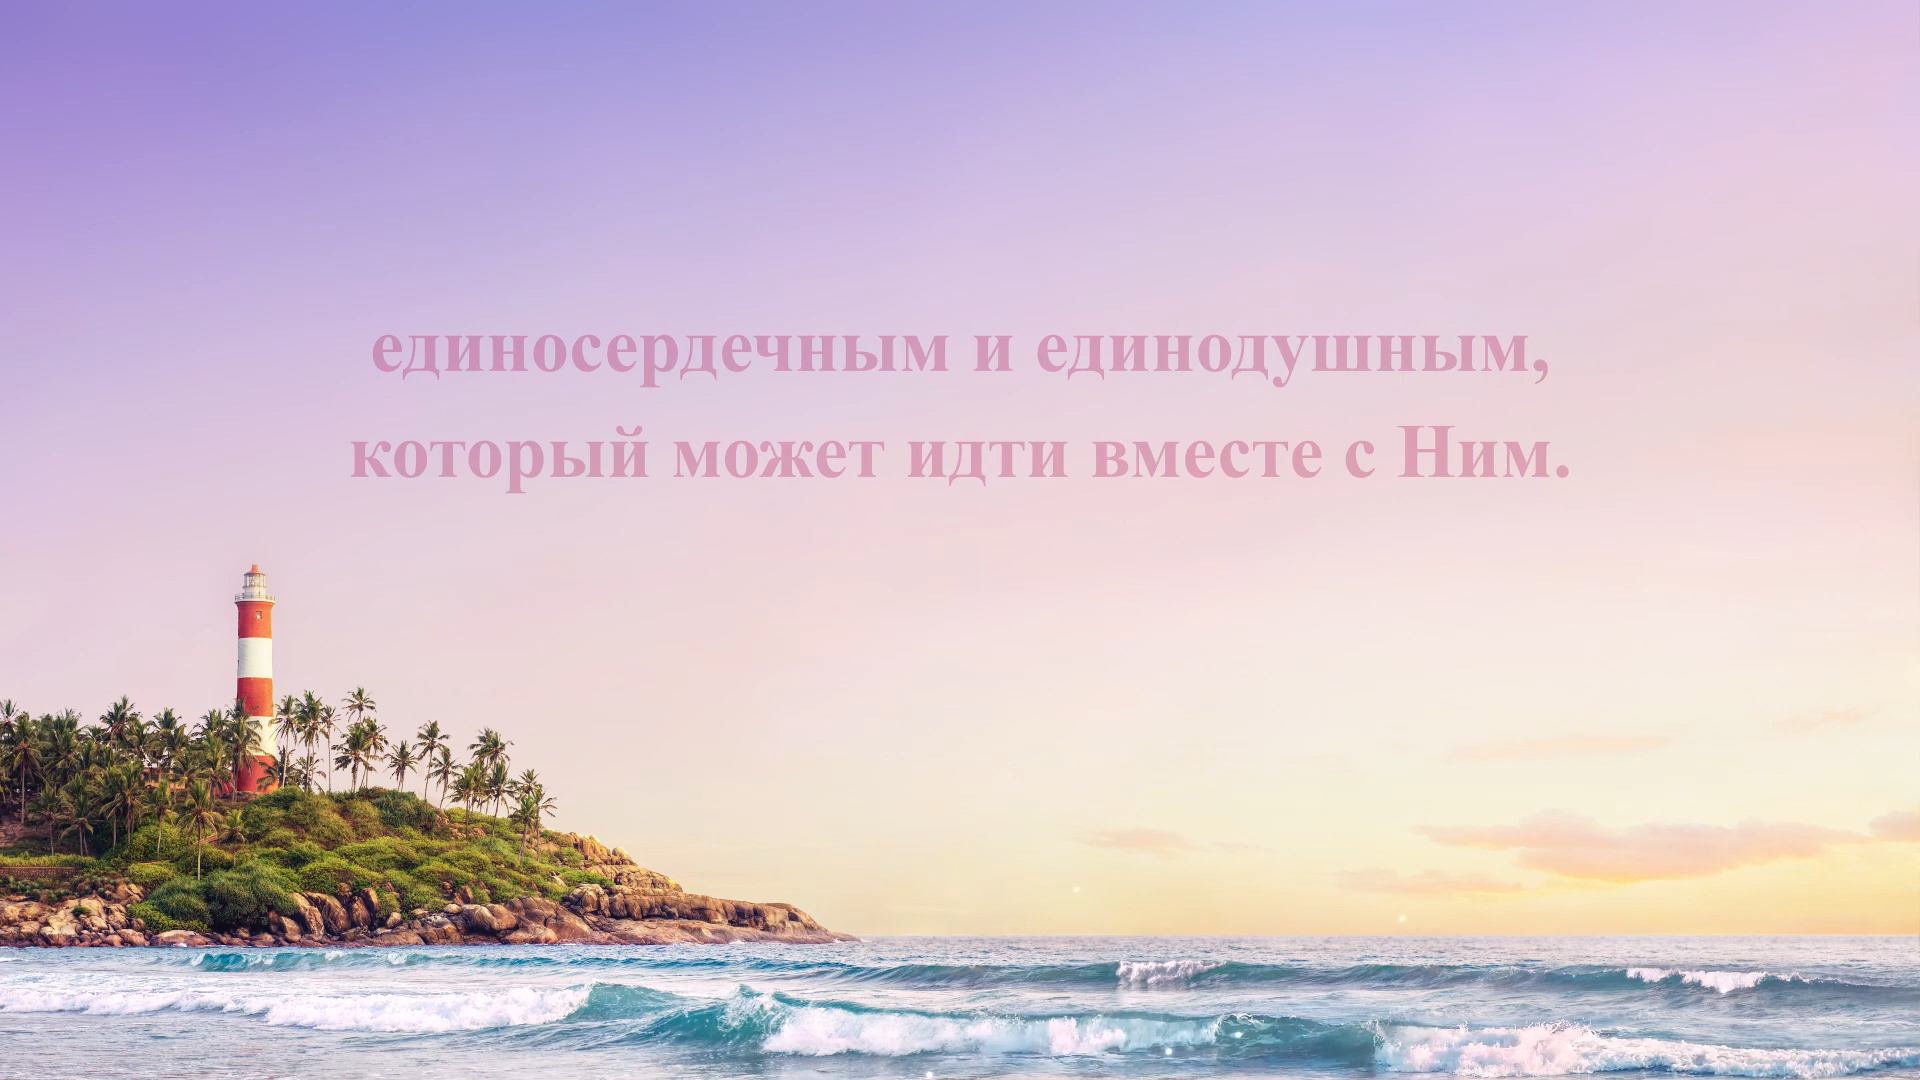 единосердечным и единодушным,
который может идти вместе с Ним.